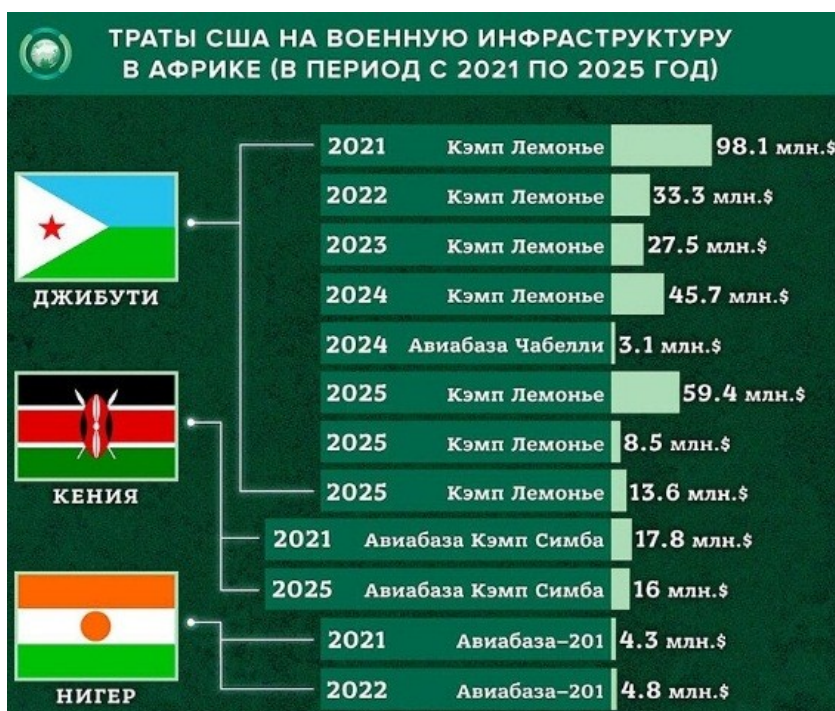 ТРАТЫ США НА ВОЕННУЮ ИНФРАСТРУКТУРУ
В АФРИКЕ (В ПЕРИОД С 2021 ПО 2025 ГОД)
ДЖИБУТИ
2021 Кэмп Лемонье 98.1 млн.$
2022 Кэмп Лемонье 33.3 млн.$
2023 Кэмп Лемонье 27.5 млн.$
2024 Кэмп Лемонье 45.7 млн.$
2024 Авиабаза Чабелли 3.1 млн.$
2025 Кэмп Лемонье 59.4 млн.$
2025 Кэмп Лемонье 8.5 млн.$
2025 Кэмп Лемонье 13.6 млн.$
КЕНИЯ
2021 Авиабаза Кэмп Симба 17.8 млн.$
2025 Авиабаза Кэмп Симба 16 млн.$
НИГЕР
2021 Авиабаза–201 4.3 млн.$
2022 Авиабаза–201 4.8 млн.$